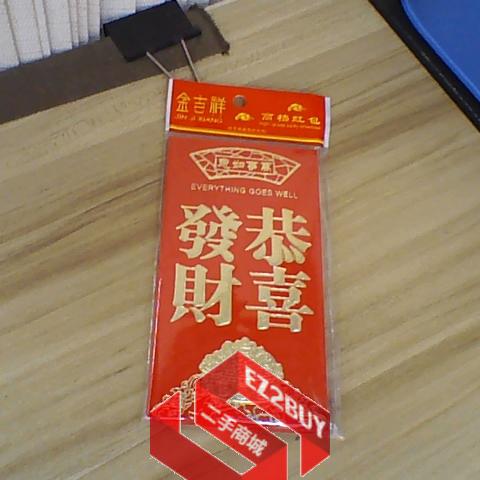 金吉祥
JIN JI XIANG
高档红包
萬事如意
EVERYTHING GOES WELL
恭喜
發財
EZ2BUY
二手商城